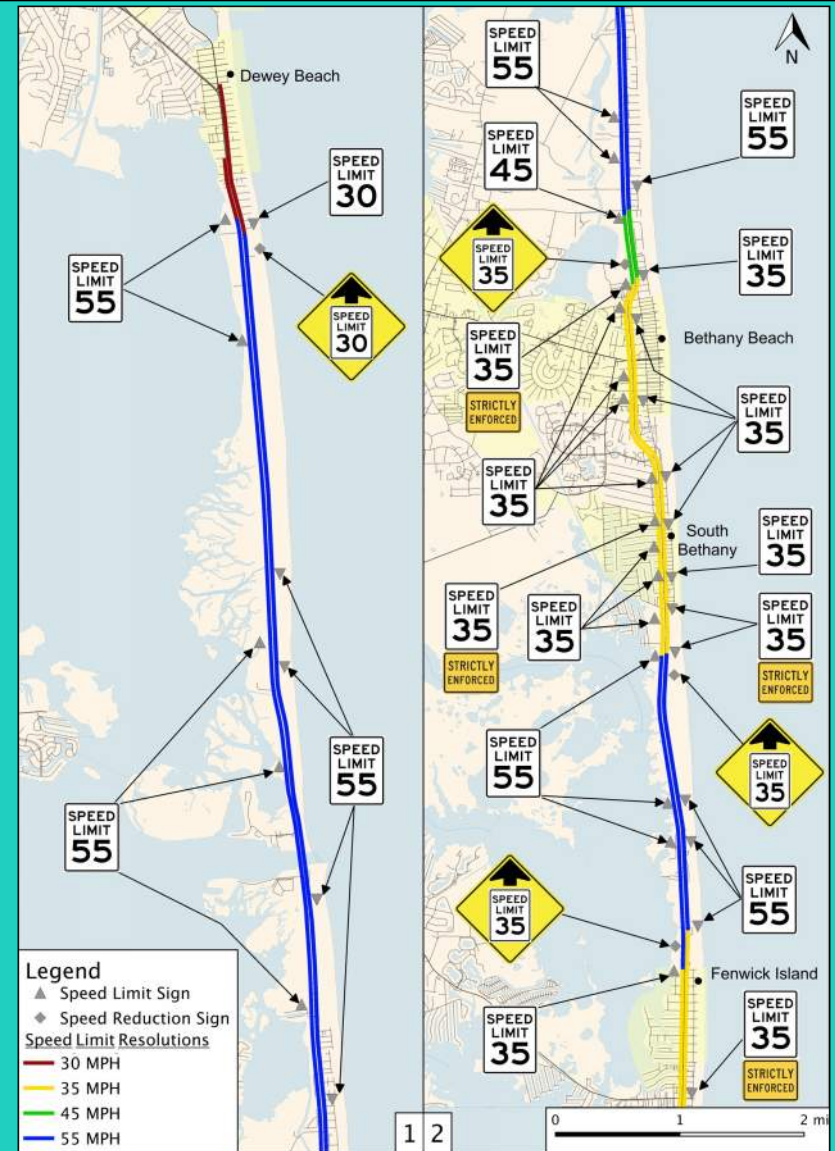 Dewey Beach
SPEED
LIMIT
30
SPEED
LIMIT
55
SPEED
LIMIT
30
SPEED
LIMIT
55
SPEED
LIMIT
55
Legend
Speed Limit Sign
Speed Reduction Sign
Speed Limit Resolutions
30 MPH
35 MPH
45 MPH
55 MPH
1
2
N
SPEED
LIMIT
55
SPEED
LIMIT
55
SPEED
LIMIT
45
SPEED
LIMIT
35
SPEED
LIMIT
35
SPEED
LIMIT
35
STRICTLY
ENFORCED
Bethany Beach
SPEED
LIMIT
35
SPEED
LIMIT
35
South
Bethany
SPEED
LIMIT
35
SPEED
LIMIT
35
STRICTLY
ENFORCED
SPEED
LIMIT
35
SPEED
LIMIT
35
STRICTLY
ENFORCED
SPEED
LIMIT
55
SPEED
LIMIT
35
SPEED
LIMIT
35
SPEED
LIMIT
55
Fenwick Island
SPEED
LIMIT
35
SPEED
LIMIT
35
STRICTLY
ENFORCED
0 1 2 mi